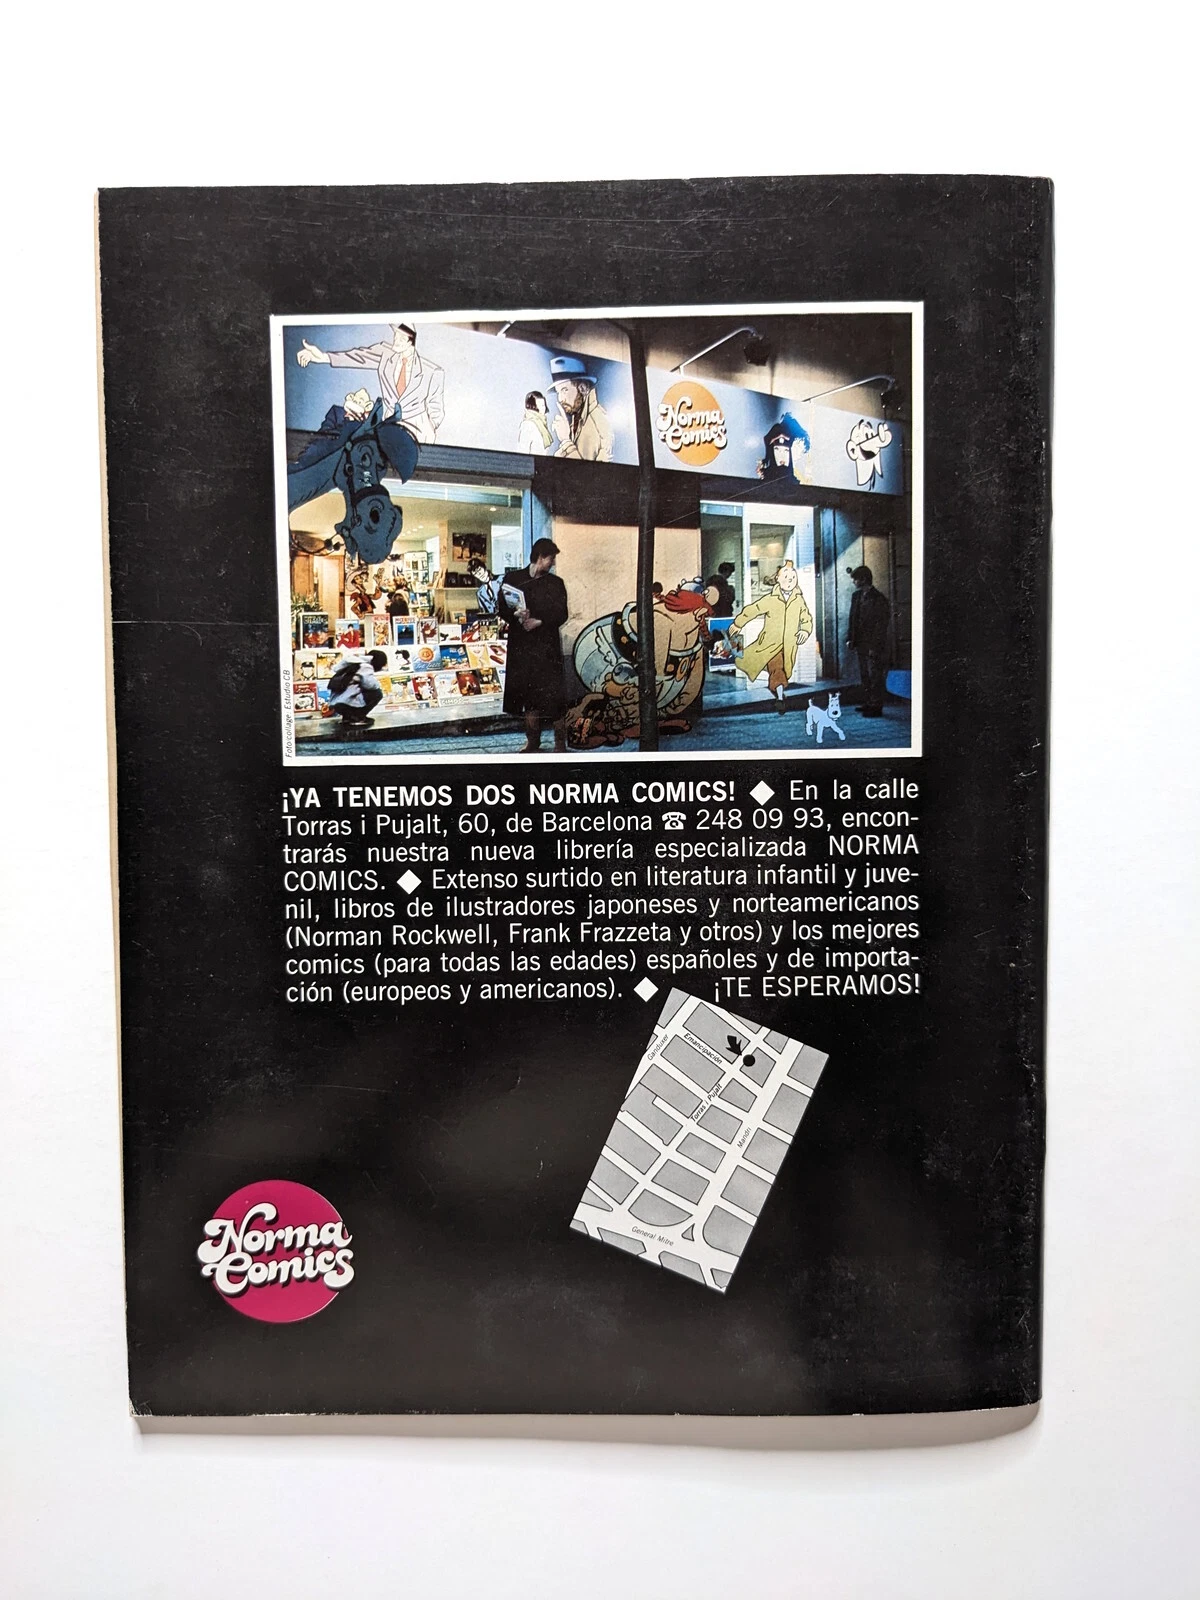 Norma
Comics
Foto-collage: Estudio CB
¡YA TENEMOS DOS NORMA COMICS! ◆ En la calle
Torras i Pujalt, 60, de Barcelona ☎ 248 09 93, encon-
trarás nuestra nueva librería especializada NORMA
COMICS. ◆ Extenso surtido en literatura infantil y juve-
nil, libros de ilustradores japoneses y norteamericanos
(Norman Rockwell, Frank Frazzeta y otros) y los mejores
comics (para todas las edades) españoles y de importa-
ción (europeos y americanos). ◆ ¡TE ESPERAMOS!
Ganduxer
Emancipación
Torras i Pujalt
Mandri
General Mitre
Norma
Comics